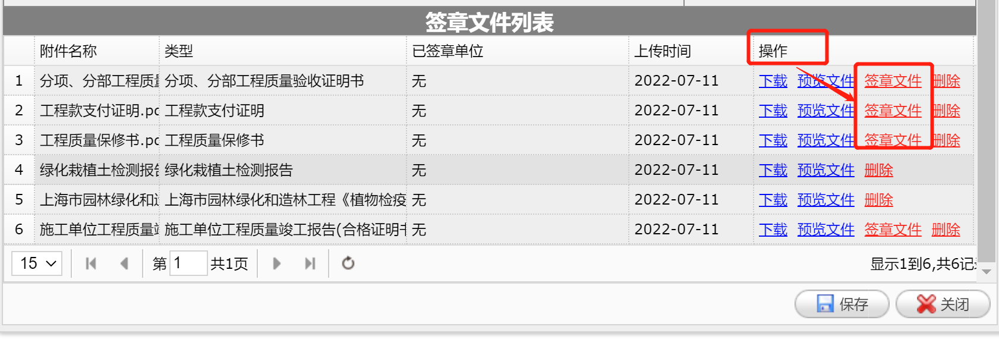 签章文件列表
附件名称 类型 已签章单位 上传时间 操作
1 分项、分部工程质量 分项、分部工程质量验收证明书 无 2022-07-11 下载 预览文件 签章文件 删除
2 工程款支付证明.pd 工程款支付证明 无 2022-07-11 下载 预览文件 签章文件 删除
3 工程质量保修书.pd 工程质量保修书 无 2022-07-11 下载 预览文件 签章文件 删除
4 绿化栽植土检测报告 绿化栽植土检测报告 无 2022-07-11 下载 预览文件 删除
5 上海市园林绿化和造 上海市园林绿化和造林工程《植物检疫 无 2022-07-11 下载 预览文件 删除
6 施工单位工程质量竣 施工单位工程质量竣工报告(合格证明书 无 2022-07-11 下载 预览文件 签章文件 删除
15 第 1 共1页 显示1到6,共6记录
保存 关闭